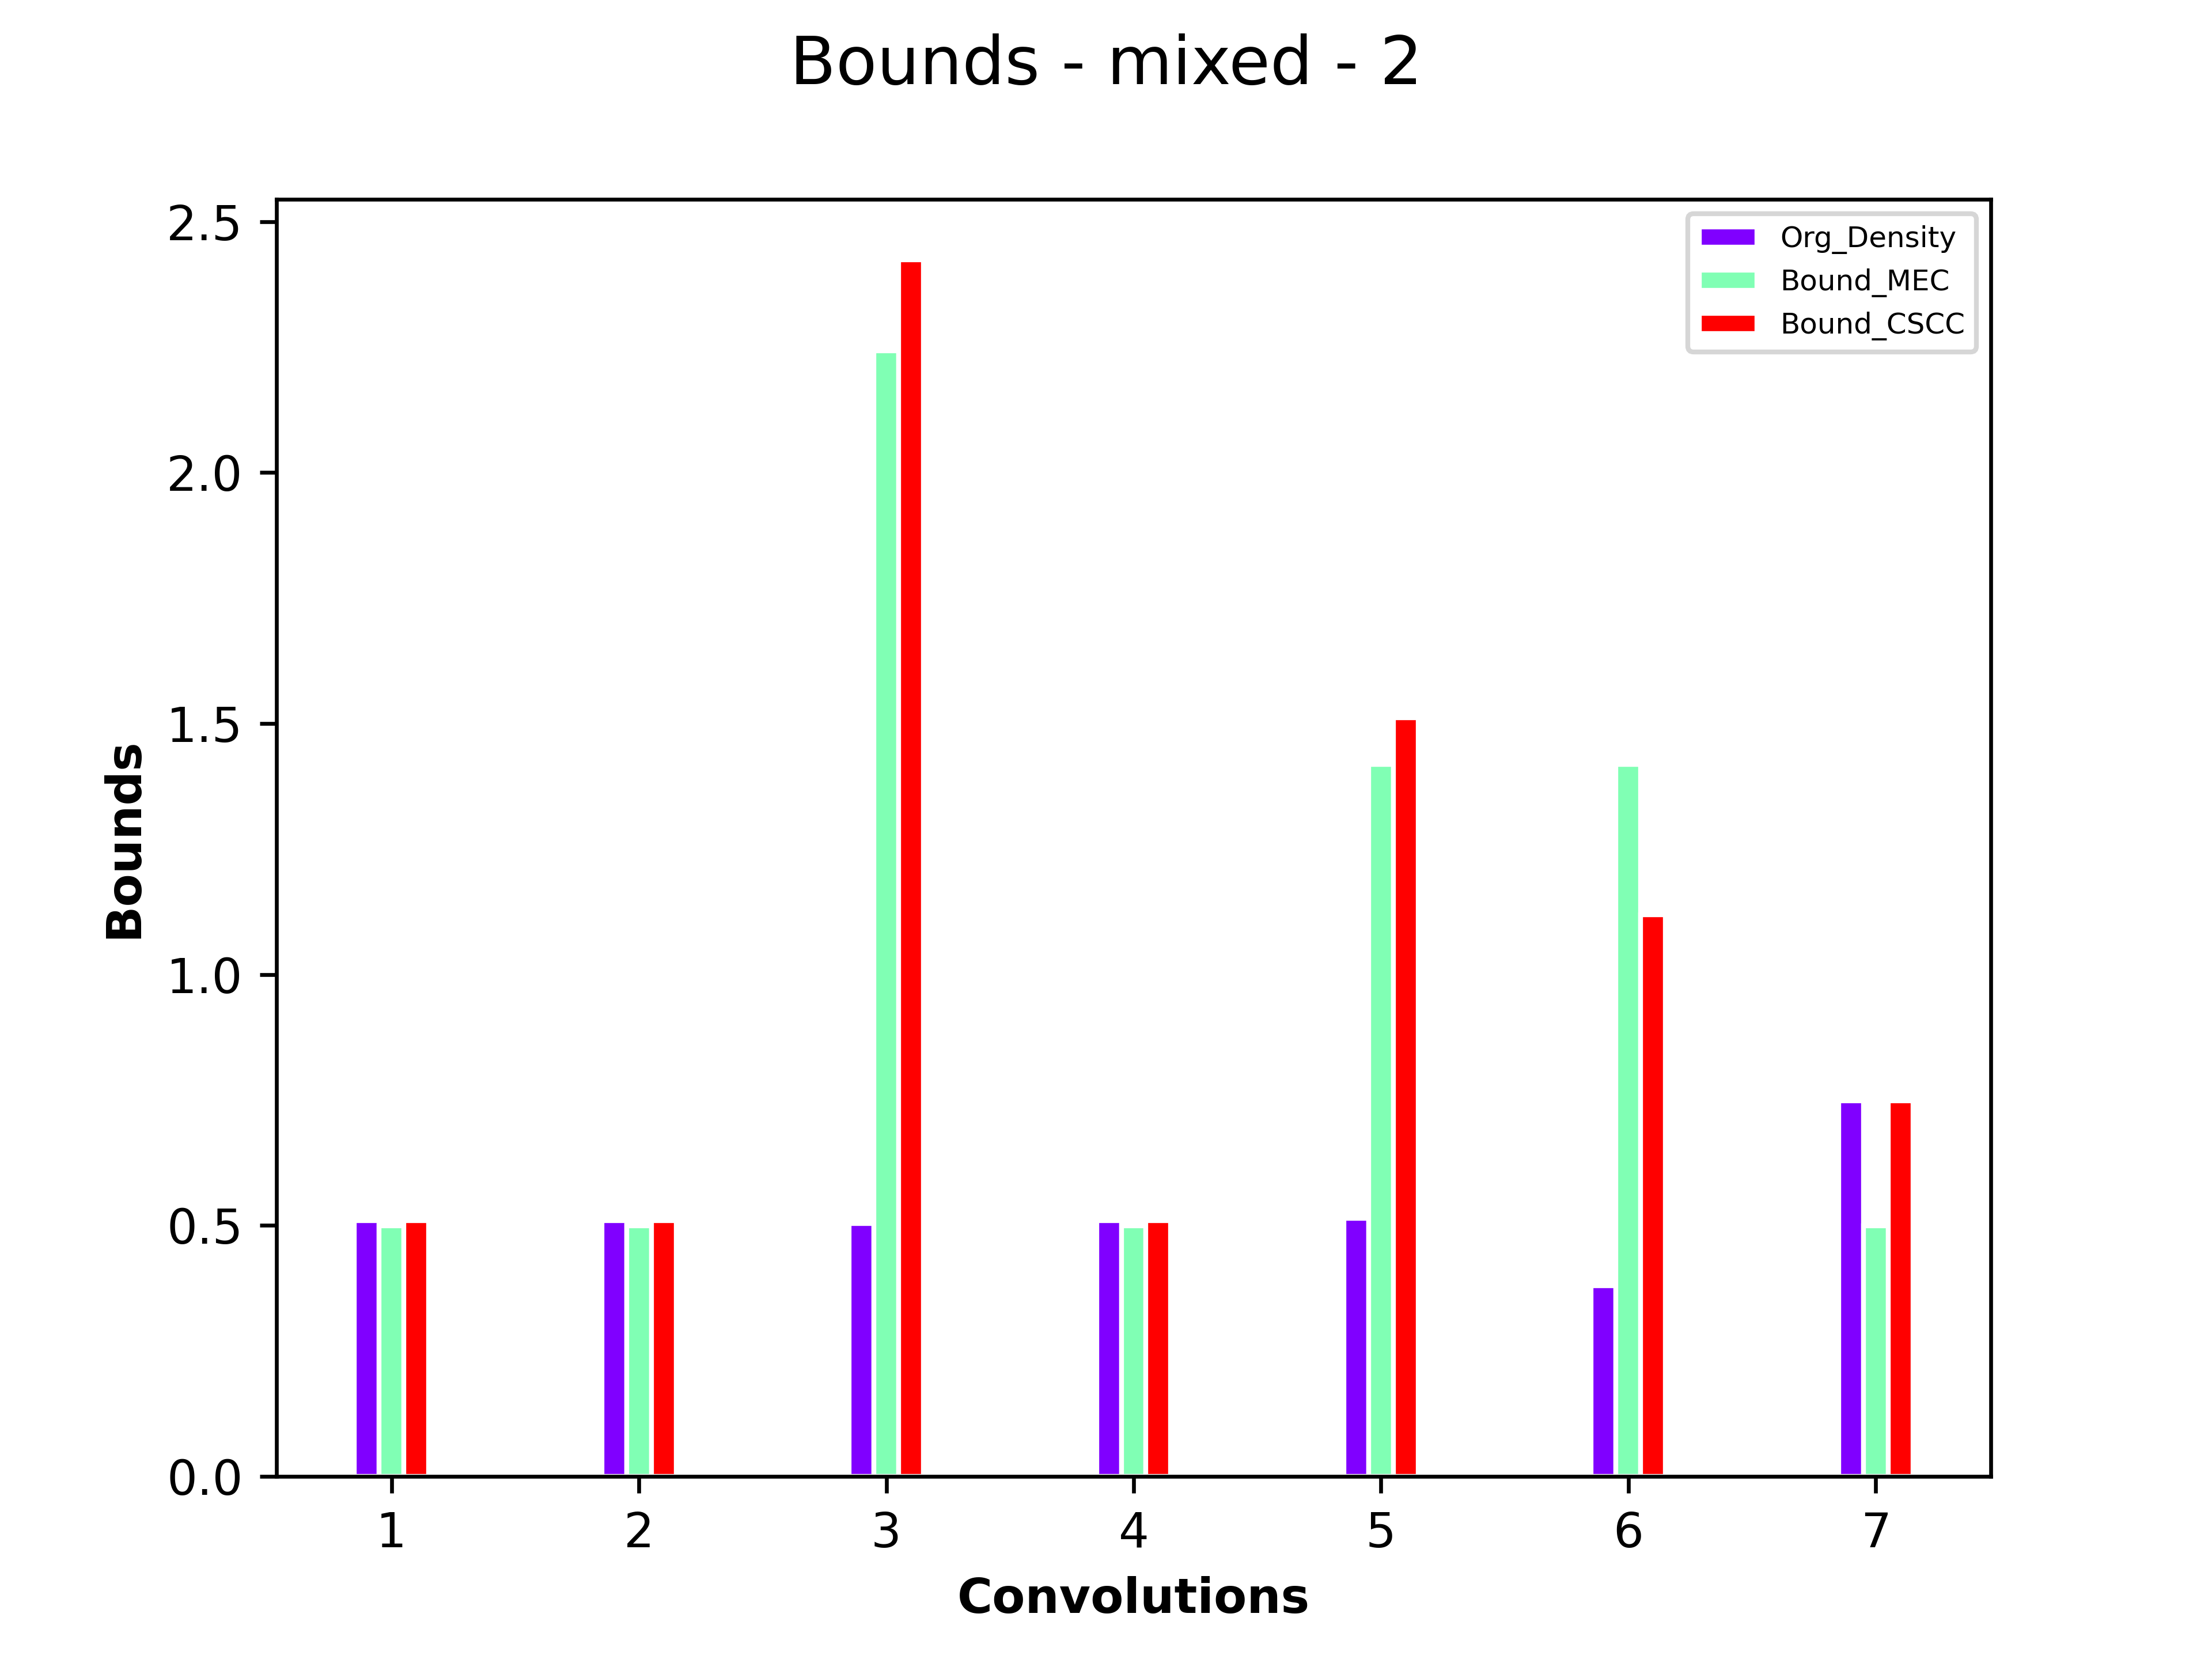 Bounds - mixed - 2
2.5
2.0
1.5
1.0
0.5
0.0
Bounds
Org_Density
Bound_MEC
Bound_CSCC
1 2 3 4 5 6 7
Convolutions